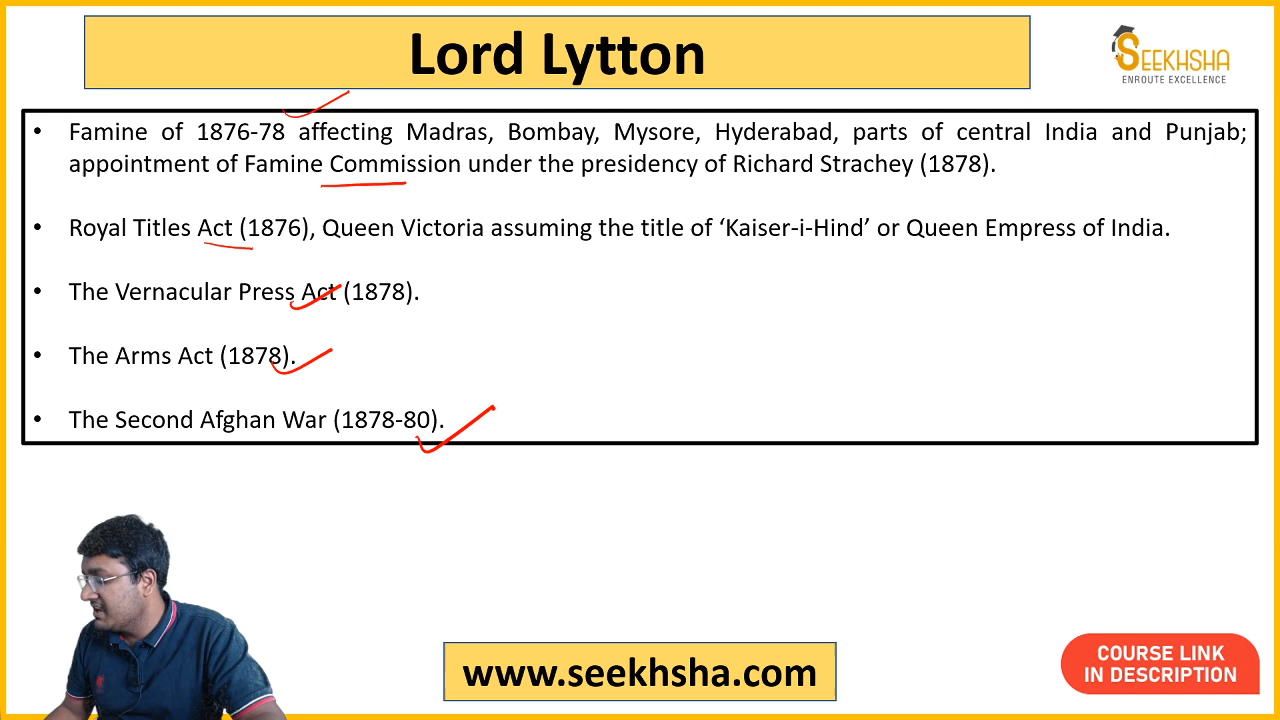 Lord Lytton
SEEKHSHA
ENROUTE EXCELLENCE
• Famine of 1876-78 affecting Madras, Bombay, Mysore, Hyderabad, parts of central India and Punjab;
appointment of Famine Commission under the presidency of Richard Strachey (1878).
• Royal Titles Act (1876), Queen Victoria assuming the title of ‘Kaiser-i-Hind’ or Queen Empress of India.
• The Vernacular Press Act (1878).
• The Arms Act (1878).
• The Second Afghan War (1878-80).
www.seekhsha.com
COURSE LINK
IN DESCRIPTION